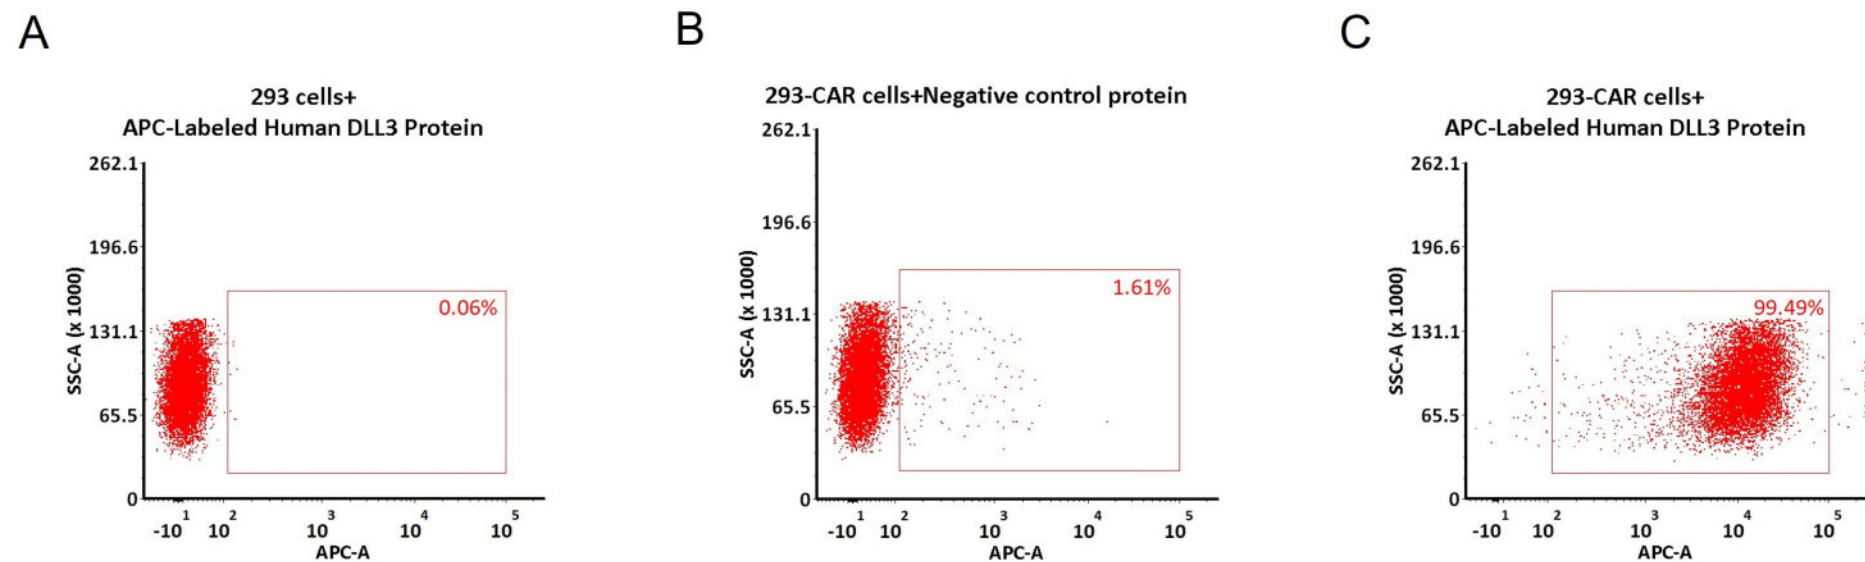 A
B
C
293 cells+
APC-Labeled Human DLL3 Protein
262.1
196.6
131.1
65.5
0
SSC-A (x 1000)
0.06%
-10 1
10 2
10 3
10 4
10 5
APC-A
293-CAR cells+Negative control protein
262.1
196.6
131.1
65.5
0
SSC-A (x 1000)
1.61%
-10 1
10 2
10 3
10 4
10 5
APC-A
293-CAR cells+
APC-Labeled Human DLL3 Protein
262.1
196.6
131.1
65.5
0
SSC-A (x 1000)
99.49%
-10 1
10 2
10 3
10 4
10 5
APC-A